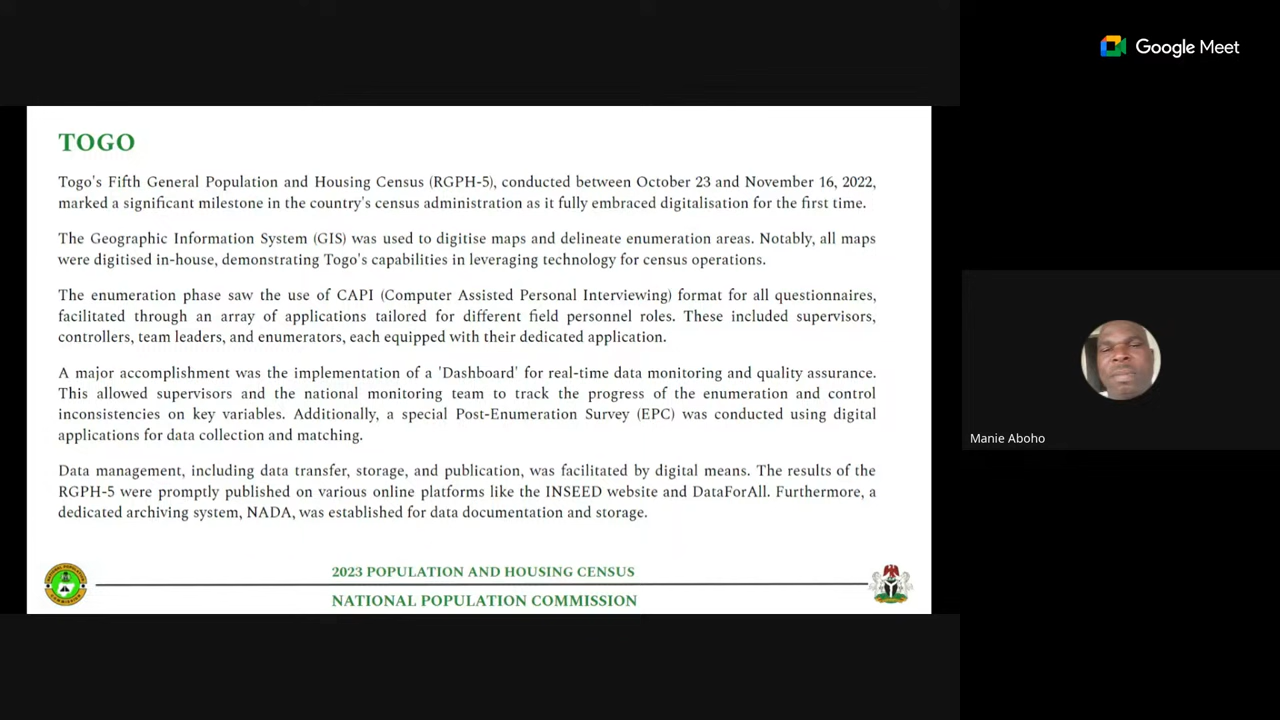 Google Meet
TOGO
Togo's Fifth General Population and Housing Census (RGPH-5), conducted between October 23 and November 16, 2022,
marked a significant milestone in the country's census administration as it fully embraced digitalisation for the first time.
The Geographic Information System (GIS) was used to digitise maps and delineate enumeration areas. Notably, all maps
were digitised in-house, demonstrating Togo's capabilities in leveraging technology for census operations.
The enumeration phase saw the use of CAPI (Computer Assisted Personal Interviewing) format for all questionnaires,
facilitated through an array of applications tailored for different field personnel roles. These included supervisors,
controllers, team leaders, and enumerators, each equipped with their dedicated application.
A major accomplishment was the implementation of a 'Dashboard' for real-time data monitoring and quality assurance.
This allowed supervisors and the national monitoring team to track the progress of the enumeration and control
inconsistencies on key variables. Additionally, a special Post-Enumeration Survey (EPC) was conducted using digital
applications for data collection and matching.
Data management, including data transfer, storage, and publication, was facilitated by digital means. The results of the
RGPH-5 were promptly published on various online platforms like the INSEED website and DataForAll. Furthermore, a
dedicated archiving system, NADA, was established for data documentation and storage.
2023 POPULATION AND HOUSING CENSUS
NATIONAL POPULATION COMMISSION
Manie Aboho